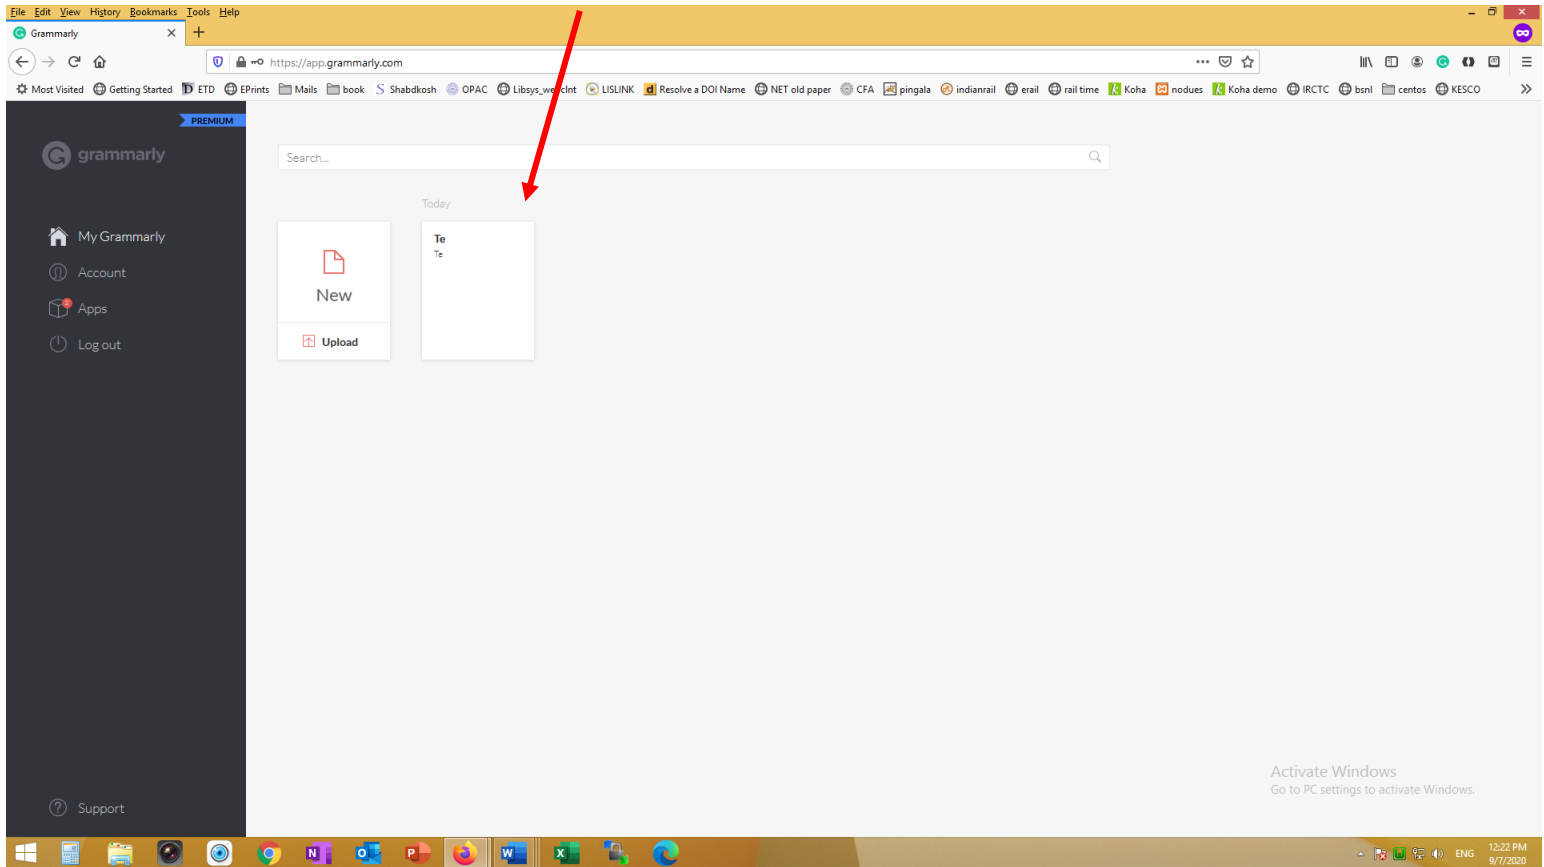 File Edit View History Bookmarks Tools Help
Grammarly
https://app.grammarly.com
Most Visited Getting Started ETD EPrints Mails book Shabdkosh OPAC Libsys_we clnt LISLINK Resolve a DOI Name NET old paper CFA pingala indianrail erail rail time Koha nodues Koha demo IRCTC bsnl centos KESCO
PREMIUM
grammarly
Search...
Today
My Grammarly
Account
Apps
Log out
New
Upload
Te
Te
Activate Windows
Go to PC settings to activate Windows.
Support
ENG
12:22 PM
9/7/2020